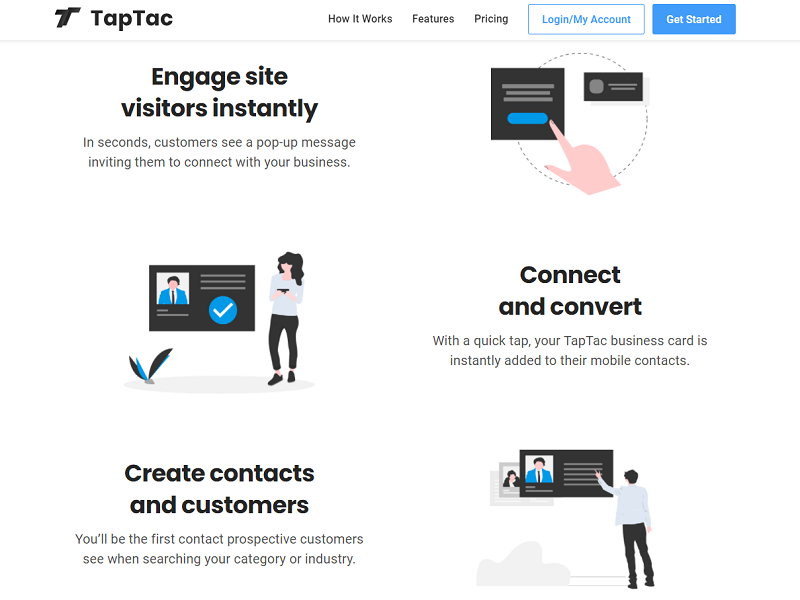 TapTac
How It Works
Features
Pricing
Login/My Account
Get Started
Engage site
visitors instantly
In seconds, customers see a pop-up message
inviting them to connect with your business.
Connect
and convert
With a quick tap, your TapTac business card is
instantly added to their mobile contacts.
Create contacts
and customers
You’ll be the first contact prospective customers
see when searching your category or industry.